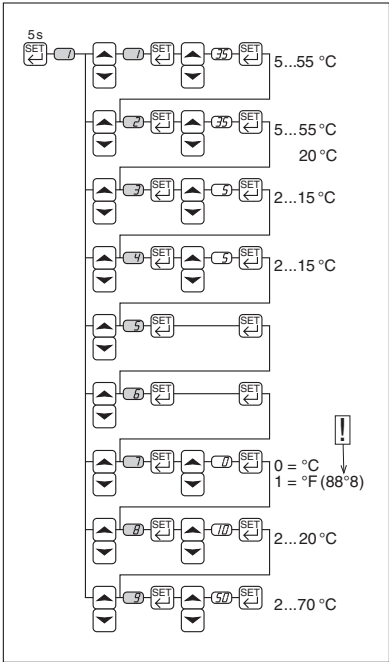 5s
SET 1 1 SET 35 SET 5...55 °C
2 SET 35 SET 5...55 °C
20 °C
3 SET 5 SET 2...15 °C
4 SET 5 SET 2...15 °C
5 SET SET
6 SET SET
!
7 SET 0 SET 0 = °C
1 = °F (88°8)
8 SET 10 SET 2...20 °C
9 SET 50 SET 2...70 °C